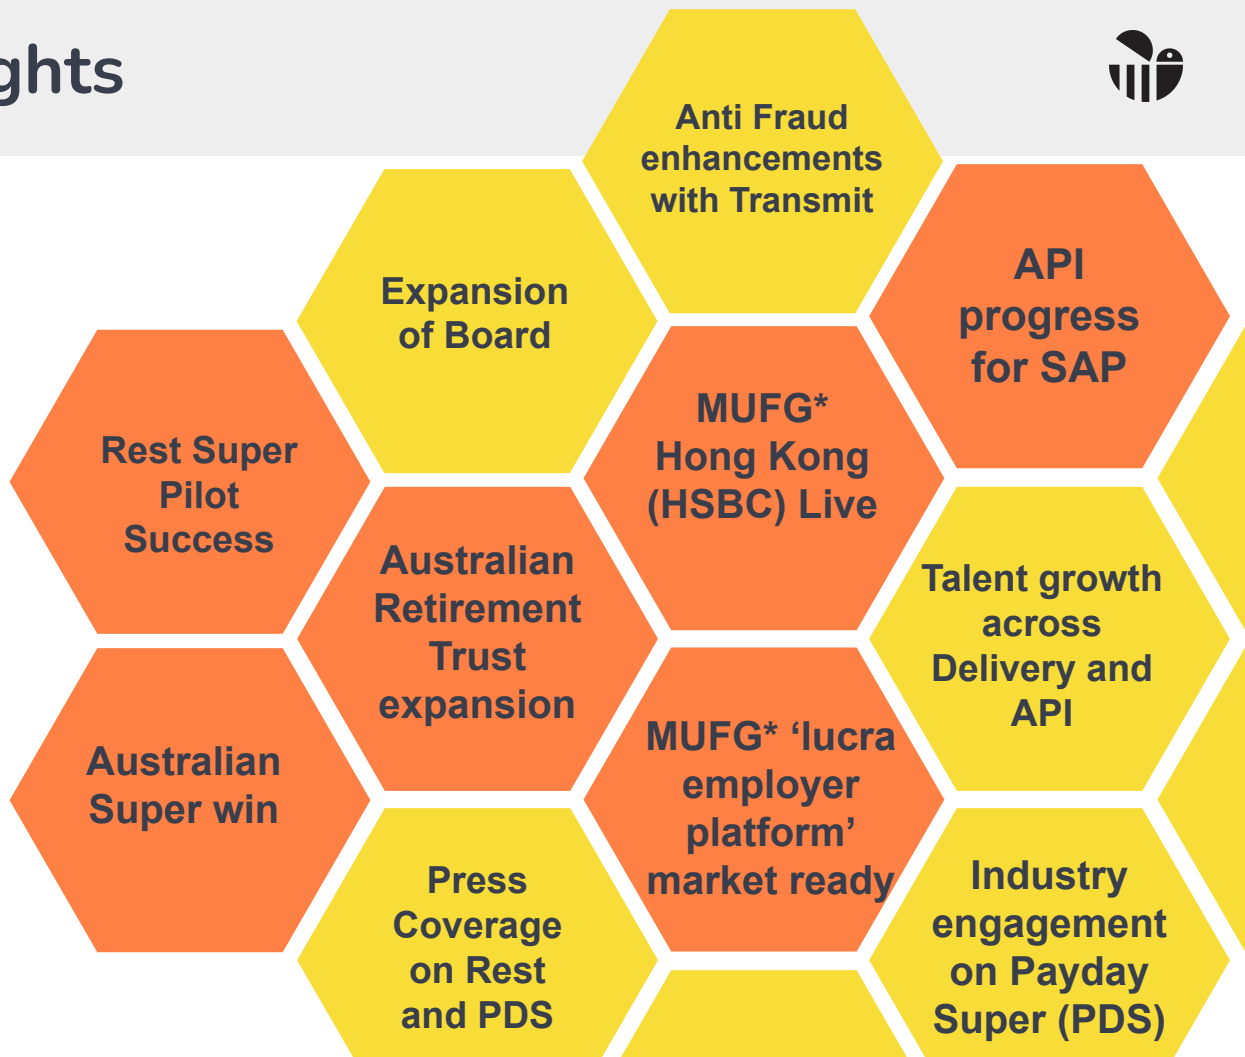 ghts
Anti Fraud
enhancements
with Transmit
Expansion
of Board
API
progress
for SAP
Rest Super
Pilot
Success
MUFG*
Hong Kong
(HSBC) Live
Australian
Retirement
Trust
expansion
Talent growth
across
Delivery and
API
Australian
Super win
MUFG* ‘lucra
employer
platform’
market ready
Press
Coverage
on Rest
and PDS
Industry
engagement
on Payday
Super (PDS)